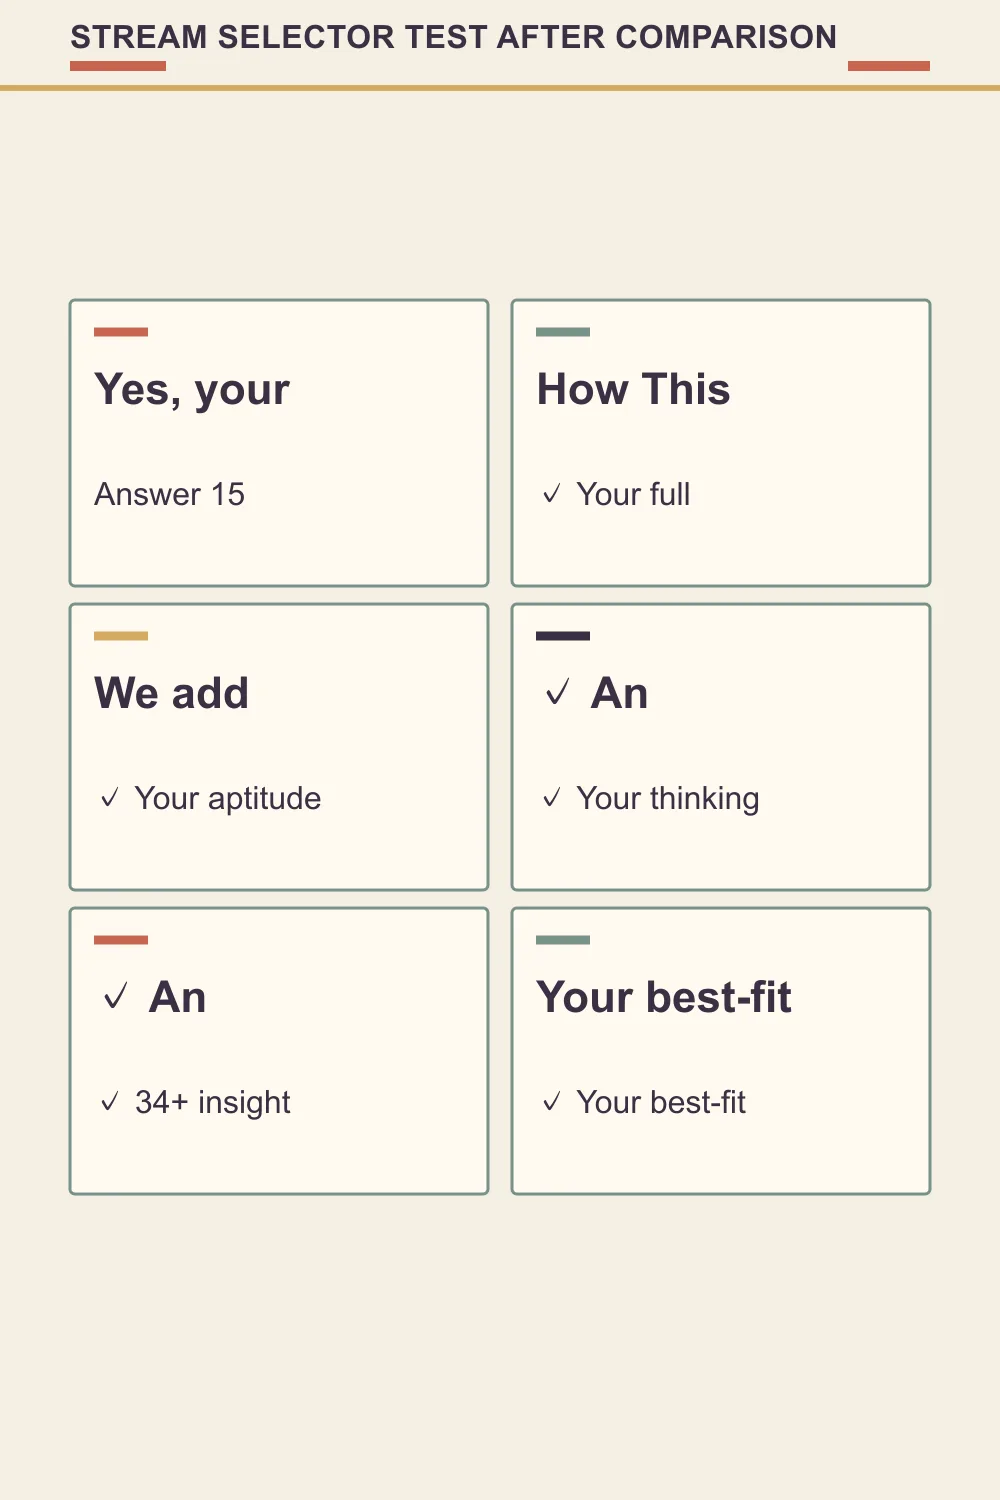 STREAM SELECTOR TEST AFTER COMPARISON
Yes, your
Answer 15
How This
✓ Your full
We add
✓ Your aptitude
✓ An
✓ Your thinking
✓ An
✓ 34+ insight
Your best-fit
✓ Your best-fit